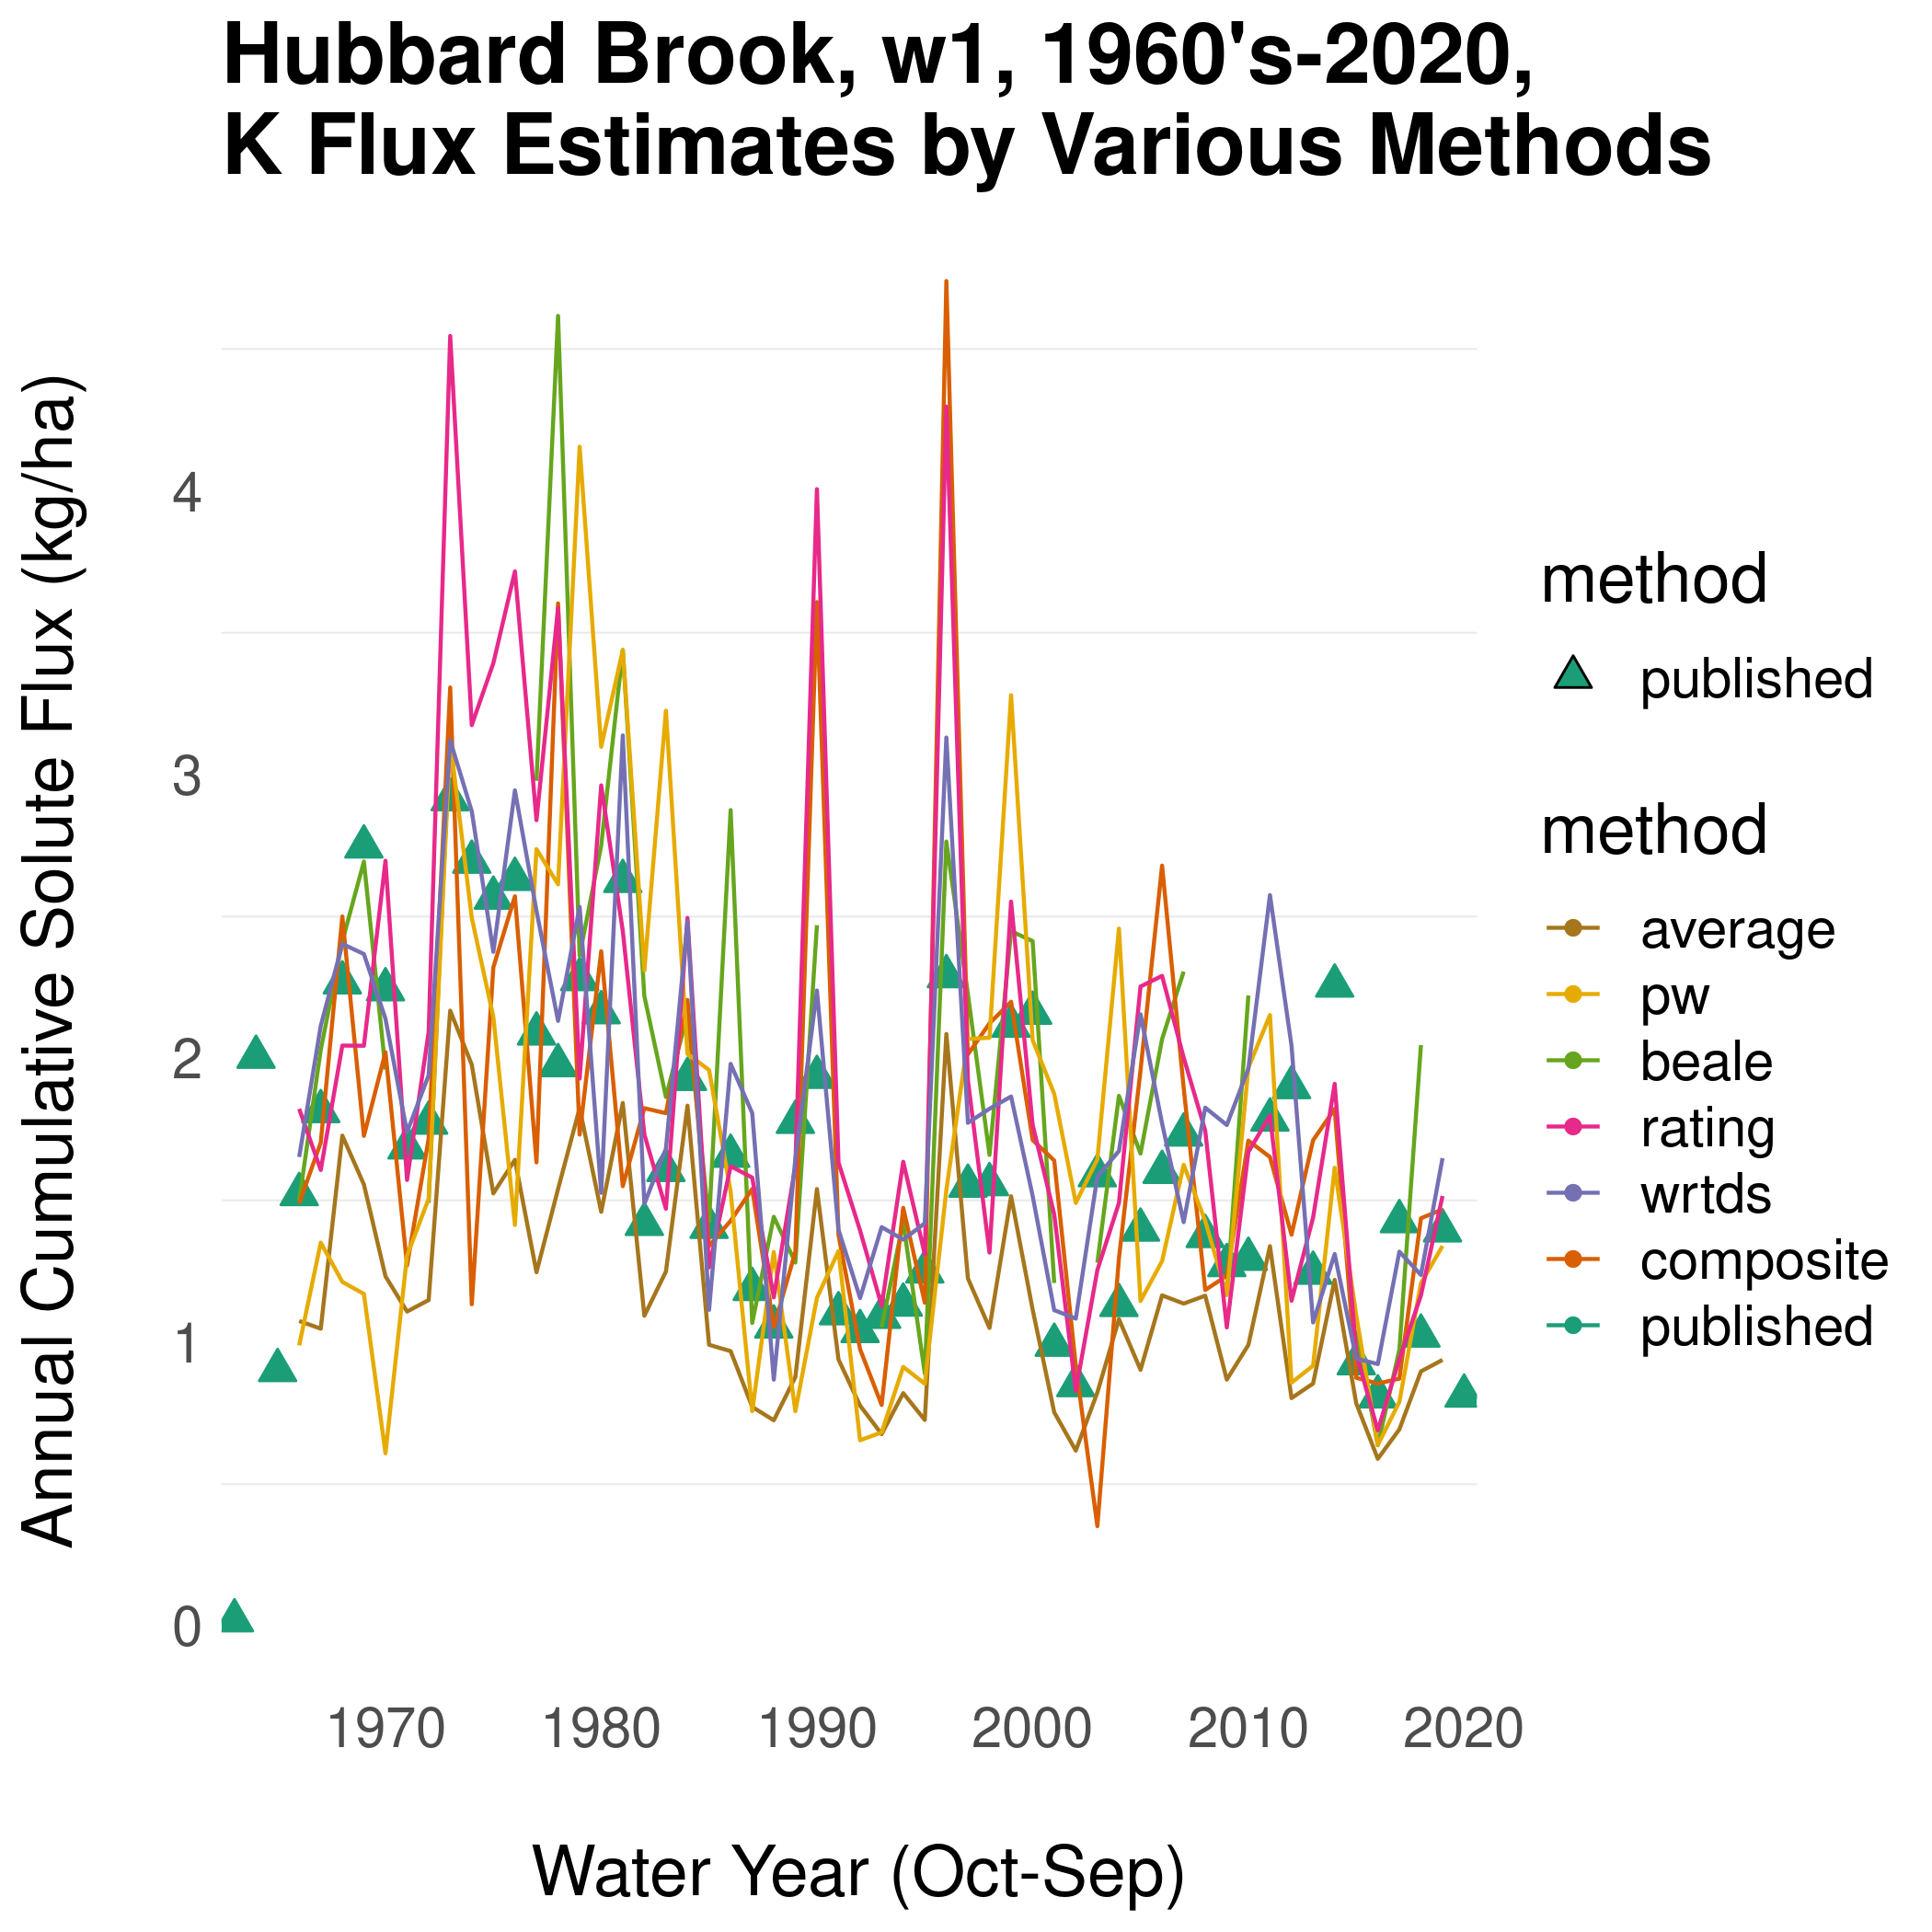 Hubbard Brook, w1, 1960's-2020,
K Flux Estimates by Various Methods
Annual Cumulative Solute Flux (kg/ha)
4
3
2
1
0
1970 1980 1990 2000 2010 2020
Water Year (Oct-Sep)
method
published
method
average
pw
beale
rating
wrtds
composite
published